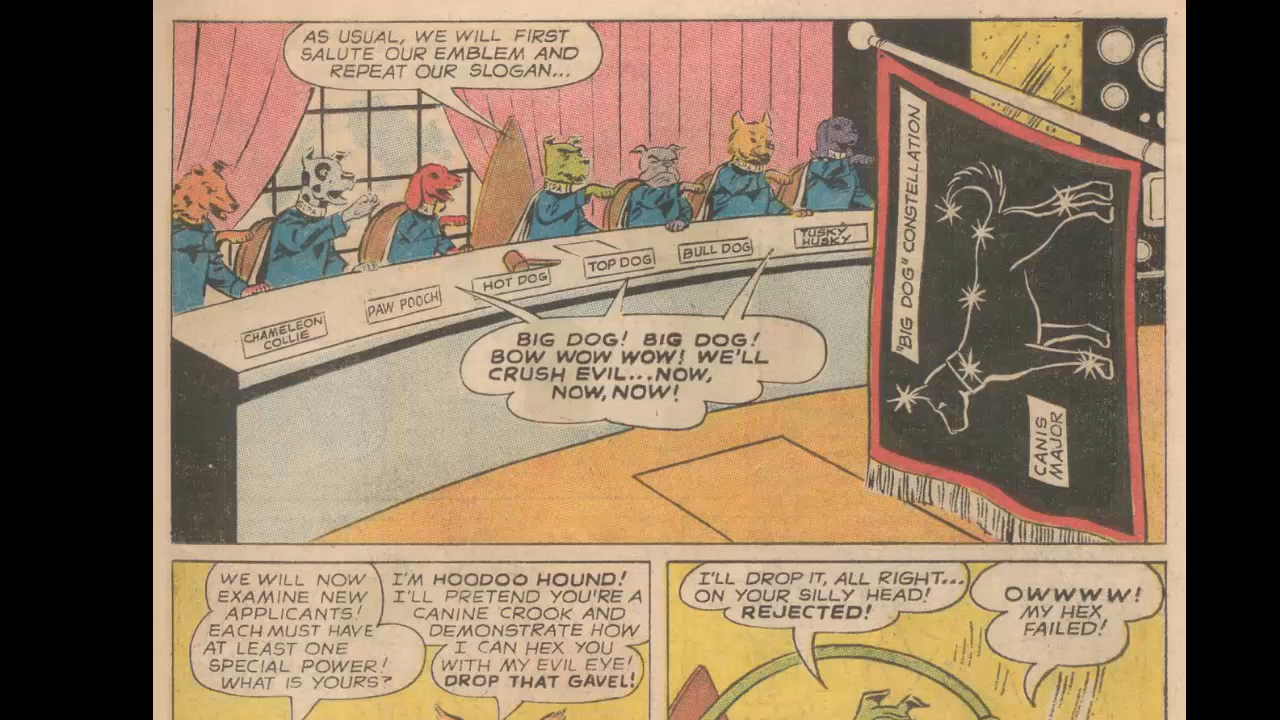 AS USUAL, WE WILL FIRST
SALUTE OUR EMBLEM AND
REPEAT OUR SLOGAN...
CHAMELEON
COLLIE
PAW POOCH
HOT DOG
TOP DOG
BULL DOG
TUSKY
HUSKY
BIG DOG! BIG DOG!
BOW WOW WOW! WE'LL
CRUSH EVIL...NOW,
NOW, NOW!
"BIG DOG" CONSTELLATION
CANIS
MAJOR
WE WILL NOW
EXAMINE NEW
APPLICANTS!
EACH MUST HAVE
AT LEAST ONE
SPECIAL POWER!
WHAT IS YOURS?
I'M HOODOO HOUND!
I'LL PRETEND YOU'RE A
CANINE CROOK AND
DEMONSTRATE HOW
I CAN HEX YOU
WITH MY EVIL EYE!
DROP THAT GAVEL!
I'LL DROP IT, ALL RIGHT...
ON YOUR SILLY HEAD!
REJECTED!
OWWWW!
MY HEX
FAILED!